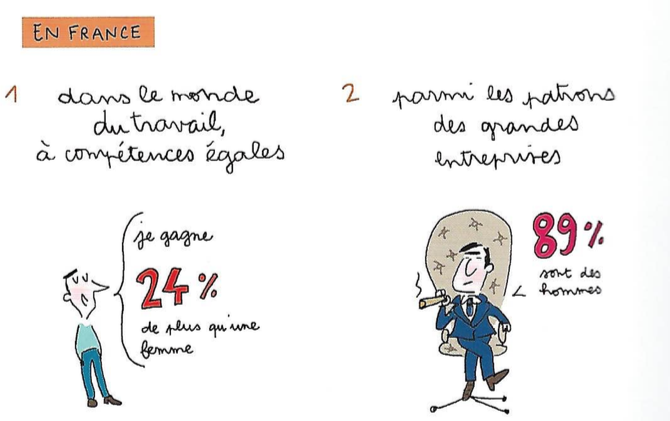 EN FRANCE
1 dans le monde
du travail,
à compétences égales
je gagne
24%
de plus qu'une
femme
2 parmi les patrons
des grandes
entreprises
89%
sont des
hommes